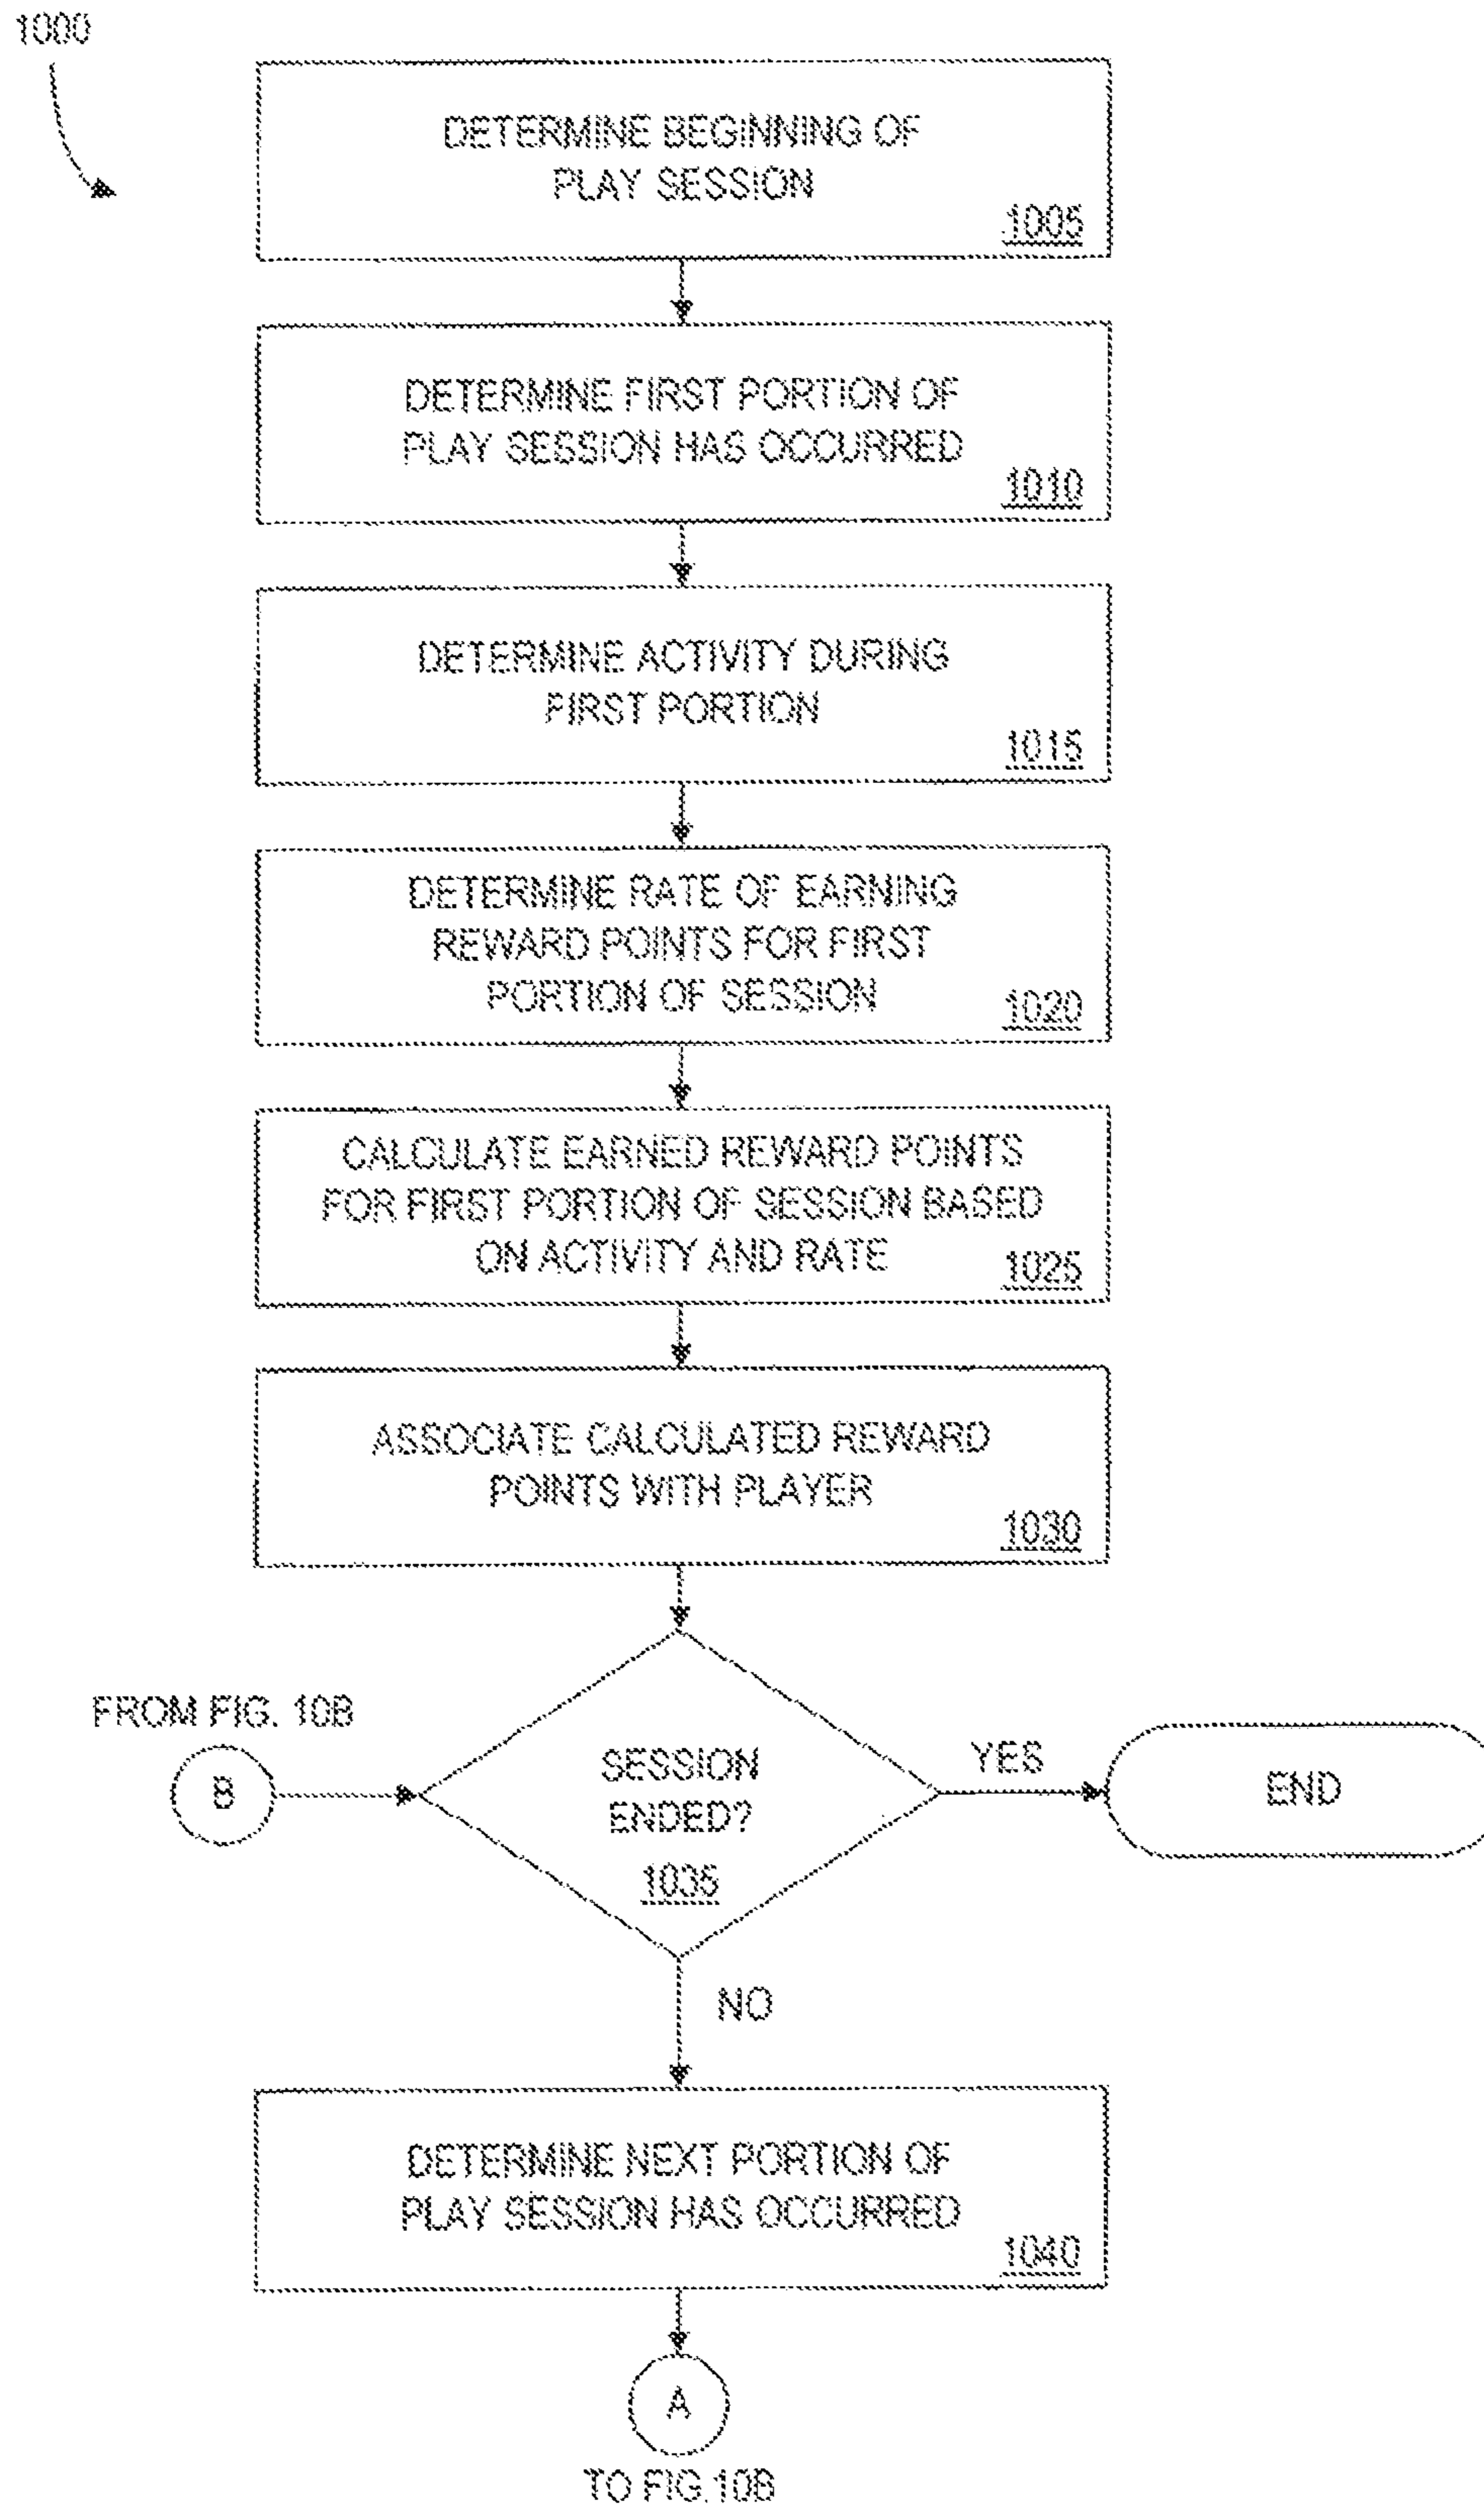 1000
DETERMINE BEGINNING OF
PLAY SESSION
1005
DETERMINE FIRST PORTION OF
PLAY SESSION HAS OCCURRED
1010
DETERMINE ACTIVITY DURING
FIRST PORTION
1015
DETERMINE RATE OF EARNING
REWARD POINTS FOR FIRST
PORTION OF SESSION
1020
CALCULATE EARNED REWARD POINTS
FOR FIRST PORTION OF SESSION BASED
ON ACTIVITY AND RATE
1025
ASSOCIATE CALCULATED REWARD
POINTS WITH PLAYER
1030
FROM FIG. 10B
B
SESSION
ENDED?
1035
YES
END
NO
DETERMINE NEXT PORTION OF
PLAY SESSION HAS OCCURRED
1040
A
TO FIG.10B